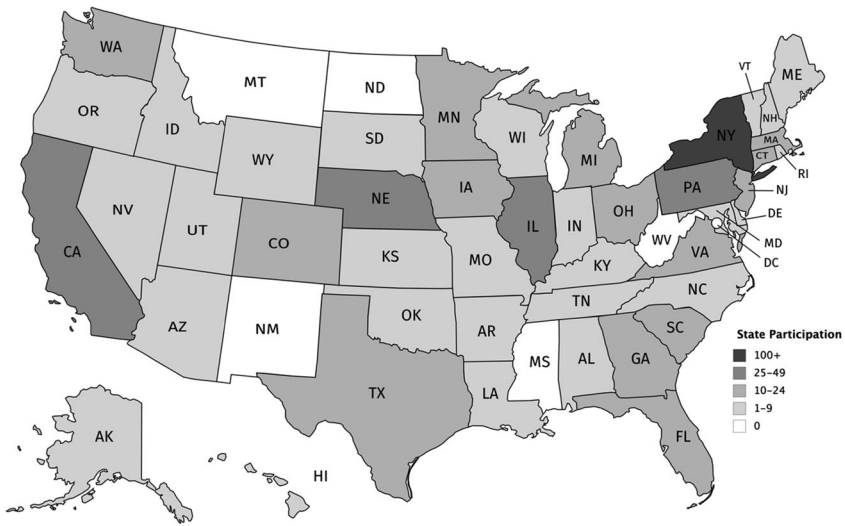 WA
MT
ND
MN
VT
ME
OR
ID
SD
WI
MI
NY
NH
MA
CT
RI
WY
NE
IA
PA
NJ
NV
UT
CO
IL
IN
OH
DE
CA
KS
MO
KY
WV
VA
MD
DC
AZ
NM
OK
AR
TN
NC
TX
LA
MS
AL
GA
SC
FL
AK
HI
State Participation
100+
25-49
10-24
1-9
0